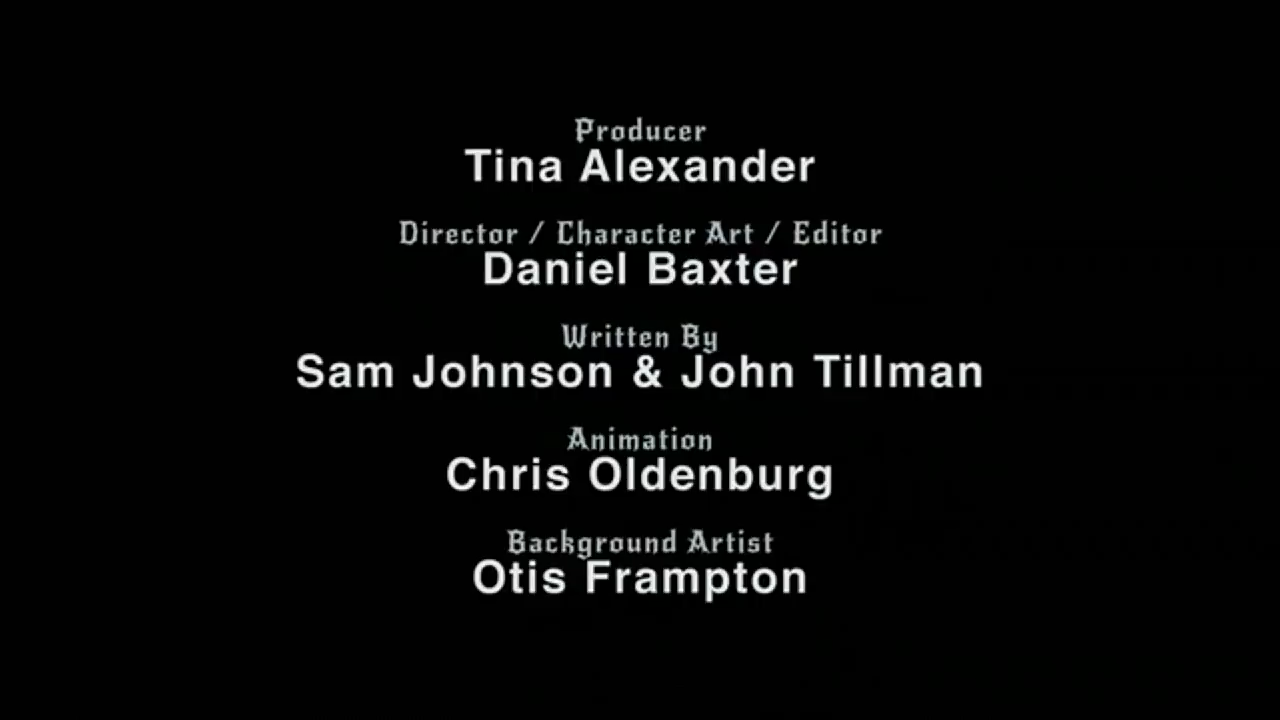 Producer
Tina Alexander
Director / Character Art / Editor
Daniel Baxter
Written By
Sam Johnson & John Tillman
Animation
Chris Oldenburg
Background Artist
Otis Frampton